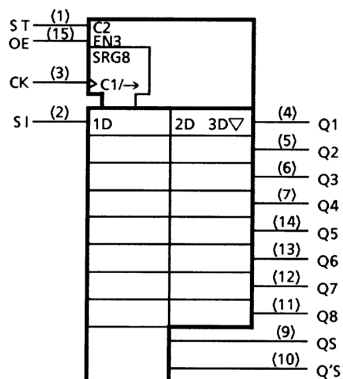 ST (1) C2
OE (15) EN3
SRG8
CK (3) C1/→
SI (2) 1D 2D 3D▽ (4) Q1
(5) Q2
(6) Q3
(7) Q4
(14) Q5
(13) Q6
(12) Q7
(11) Q8
(9) QS
(10) Q'S